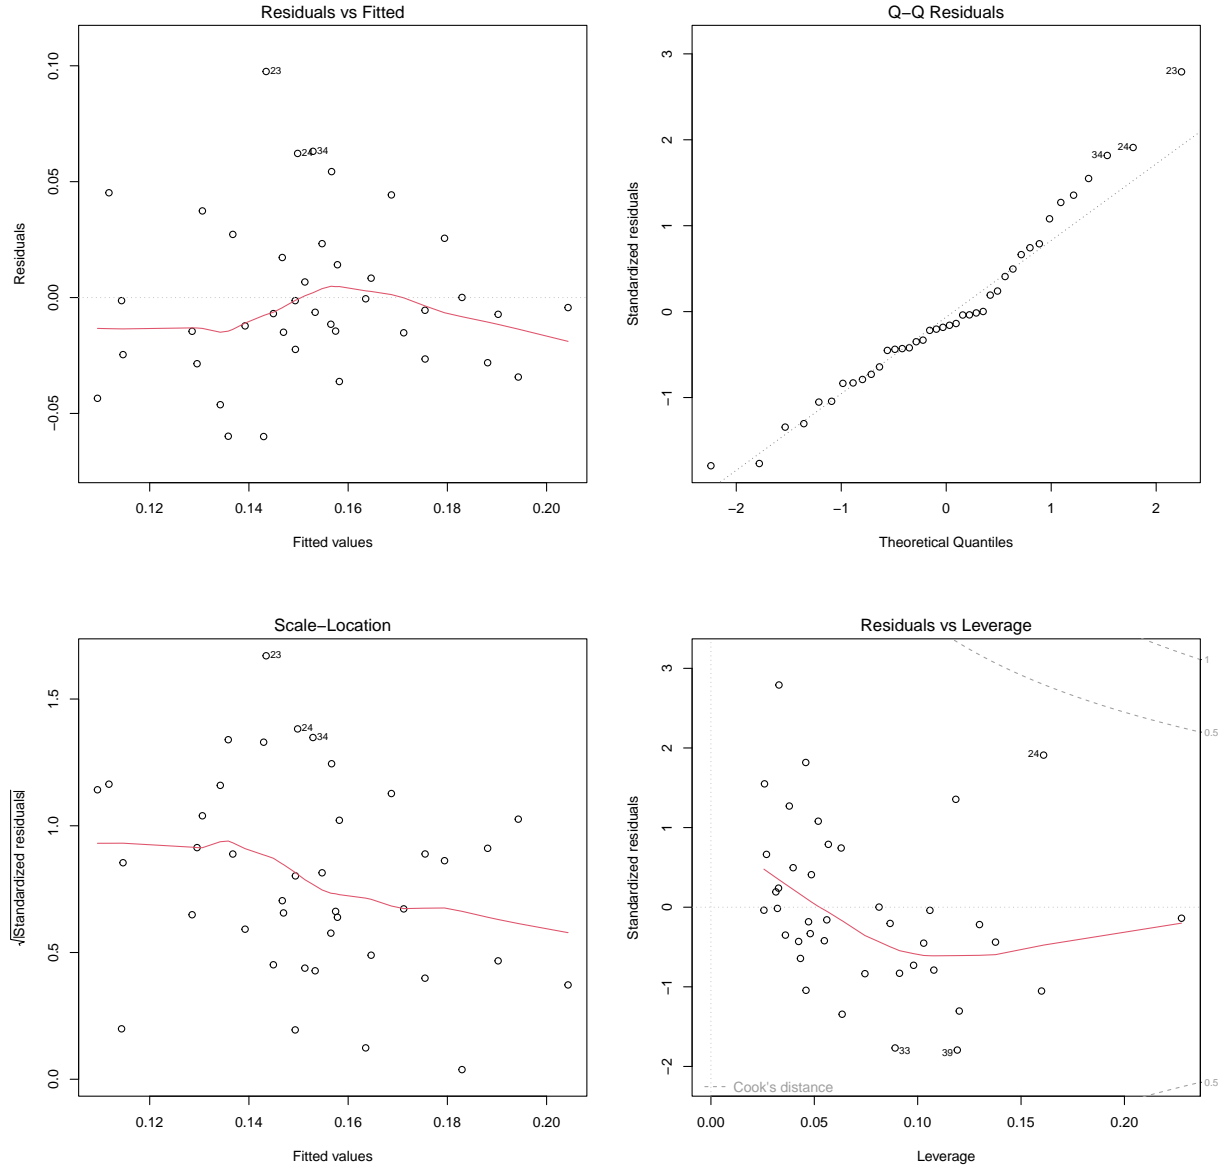 Residuals vs Fitted
Residuals
0.10
0.05
0.00
−0.05
23
24
34
0.12 0.14 0.16 0.18 0.20
Fitted values
Q−Q Residuals
Standardized residuals
3
2
1
0
−1
23
24
34
−2 −1 0 1 2
Theoretical Quantiles
Scale−Location
√|Standardized residuals|
1.5
1.0
0.5
0.0
23
24
34
0.12 0.14 0.16 0.18 0.20
Fitted values
Residuals vs Leverage
Standardized residuals
3
2
1
0
−1
−2
1
0.5
0.5
24
33
39
Cook's distance
0.00 0.05 0.10 0.15 0.20
Leverage